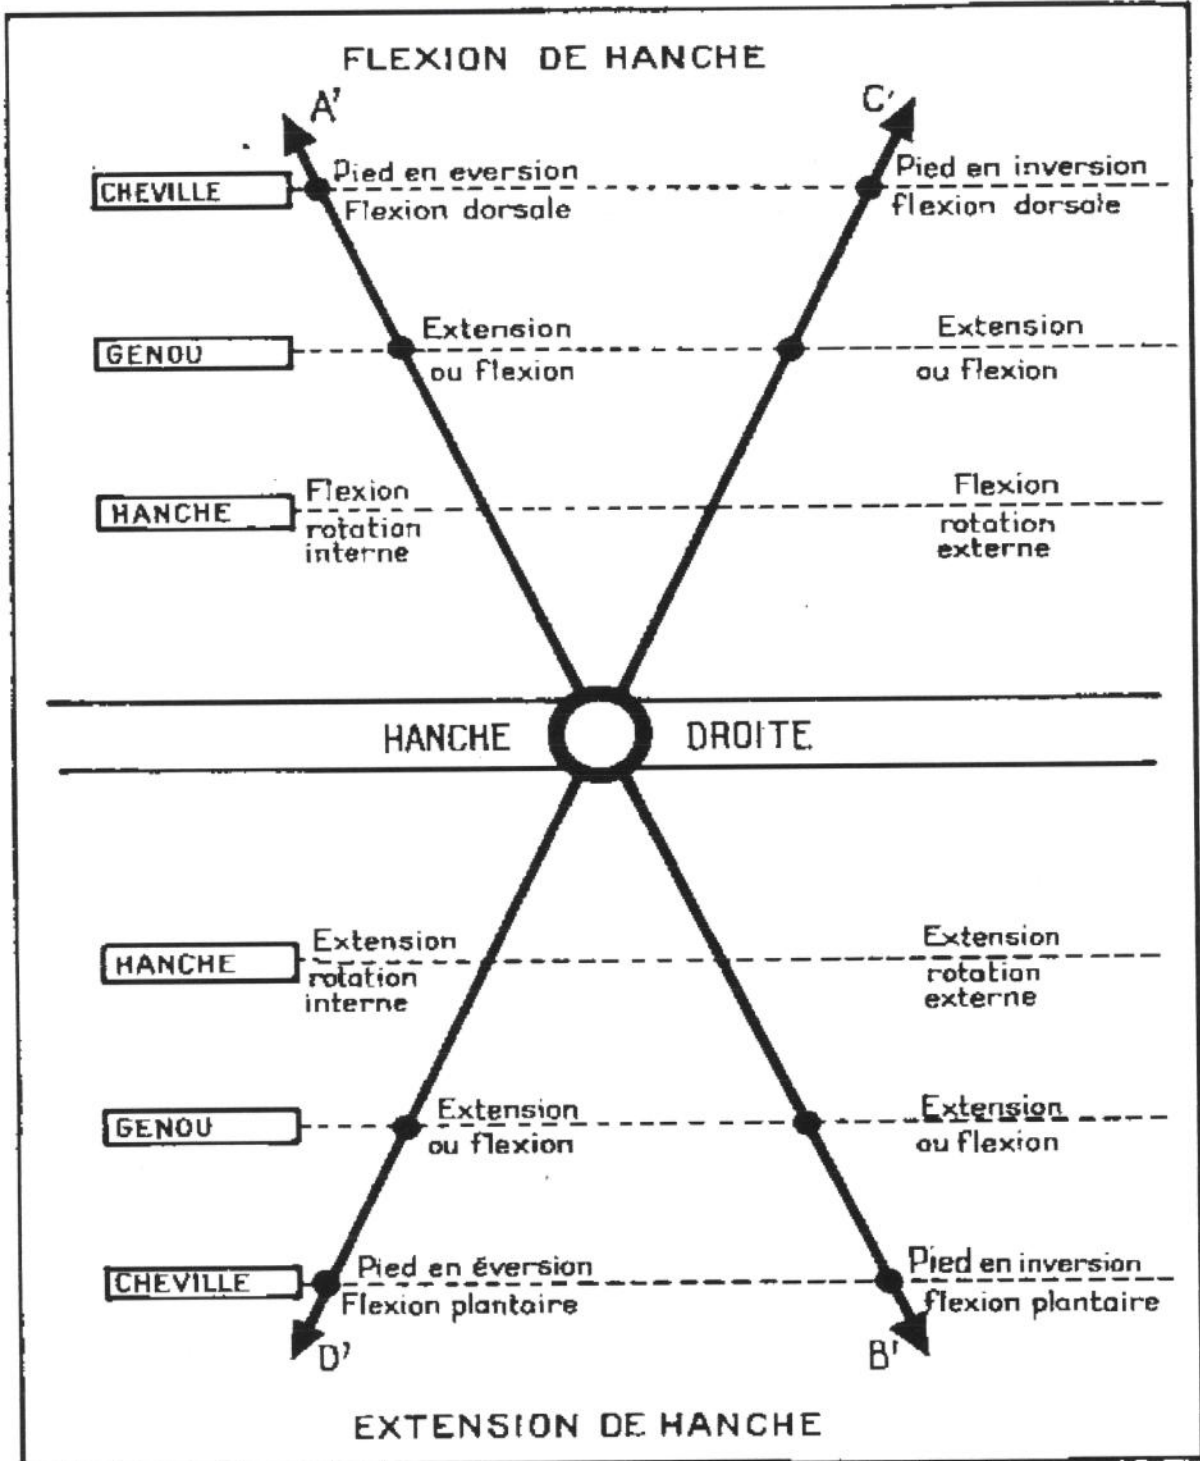 FLEXION DE HANCHE
A' C'
CHEVILLE Pied en eversion Pied en inversion
Flexion dorsale flexion dorsale
GENOU Extension Extension
ou flexion ou flexion
HANCHE Flexion Flexion
rotation rotation
interne externe
HANCHE DROITE
HANCHE Extension Extension
rotation rotation
interne externe
GENOU Extension Extension
ou flexion ou flexion
CHEVILLE Pied en éversion Pied en inversion
Flexion plantaire flexion plantaire
D' B'
EXTENSION DE HANCHE